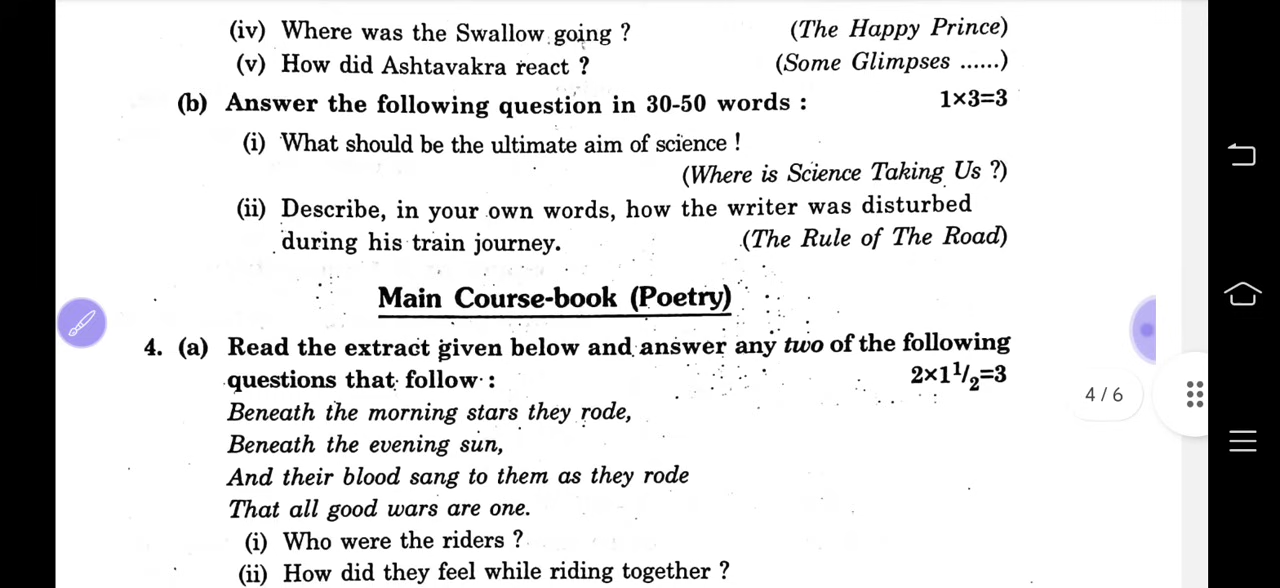 (iv) Where was the Swallow going ? (The Happy Prince)
(v) How did Ashtavakra react ? (Some Glimpses ......)
(b) Answer the following question in 30-50 words : 1×3=3
(i) What should be the ultimate aim of science !
(Where is Science Taking Us ?)
(ii) Describe, in your own words, how the writer was disturbed
during his train journey. (The Rule of The Road)
Main Course-book (Poetry)
4. (a) Read the extract given below and answer any two of the following
questions that follow : 2×1¹/₂=3
Beneath the morning stars they rode,
Beneath the evening sun,
And their blood sang to them as they rode
That all good wars are one.
(i) Who were the riders ?
(ii) How did they feel while riding together ?
4 / 6